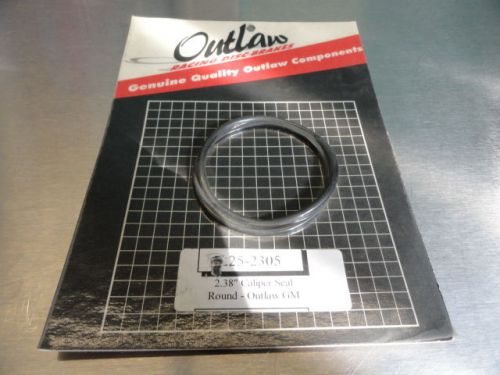 Outlaw
RACING DISC BRAKES
Genuine Quality Outlaw Components
25-2305
2.38" Caliper Seal
Round - Outlaw GM